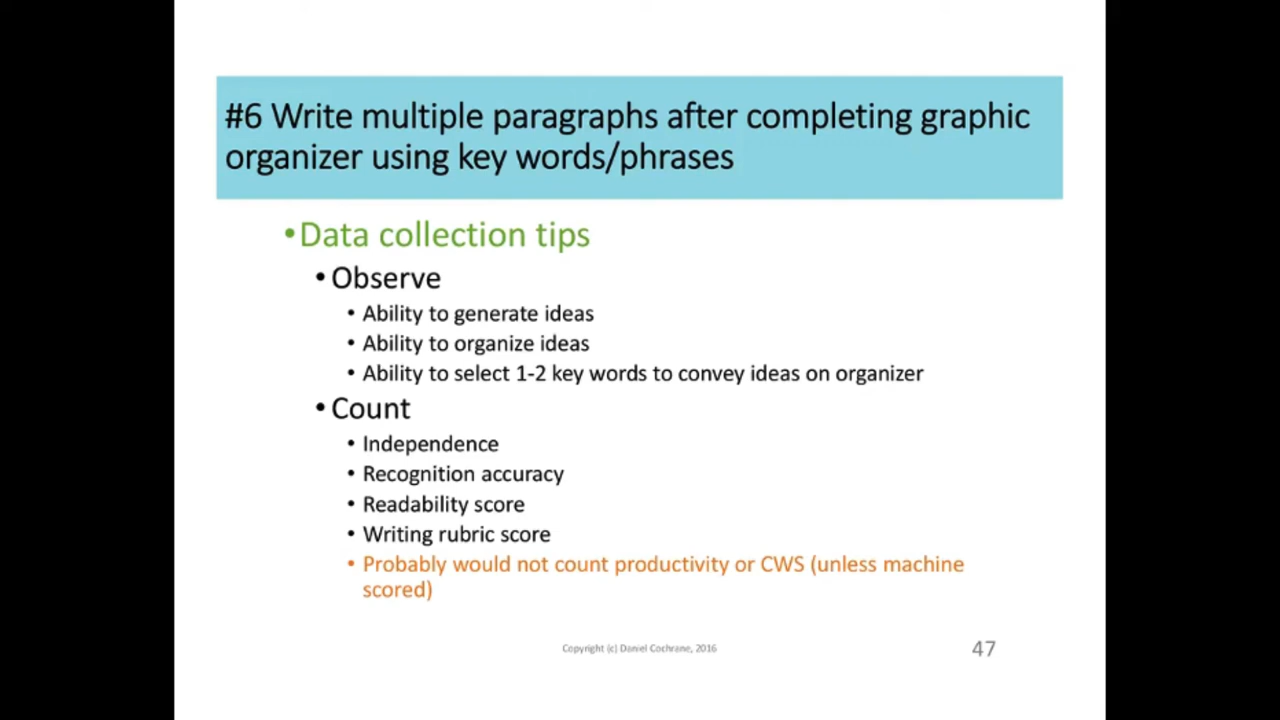 #6 Write multiple paragraphs after completing graphic
organizer using key words/phrases
•Data collection tips
• Observe
• Ability to generate ideas
• Ability to organize ideas
• Ability to select 1-2 key words to convey ideas on organizer
• Count
• Independence
• Recognition accuracy
• Readability score
• Writing rubric score
• Probably would not count productivity or CWS (unless machine
scored)
Copyright (c) Daniel Cochrane, 2016
47